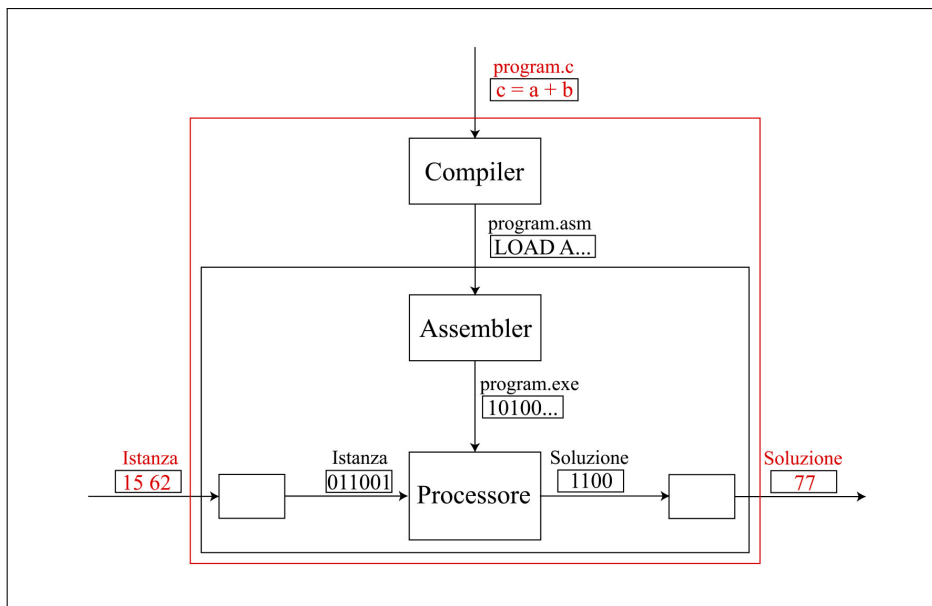 program.c
c = a + b
Compiler
program.asm
LOAD A...
Assembler
program.exe
10100...
Istanza
15 62
Istanza
011001
Processore
Soluzione
1100
Soluzione
77